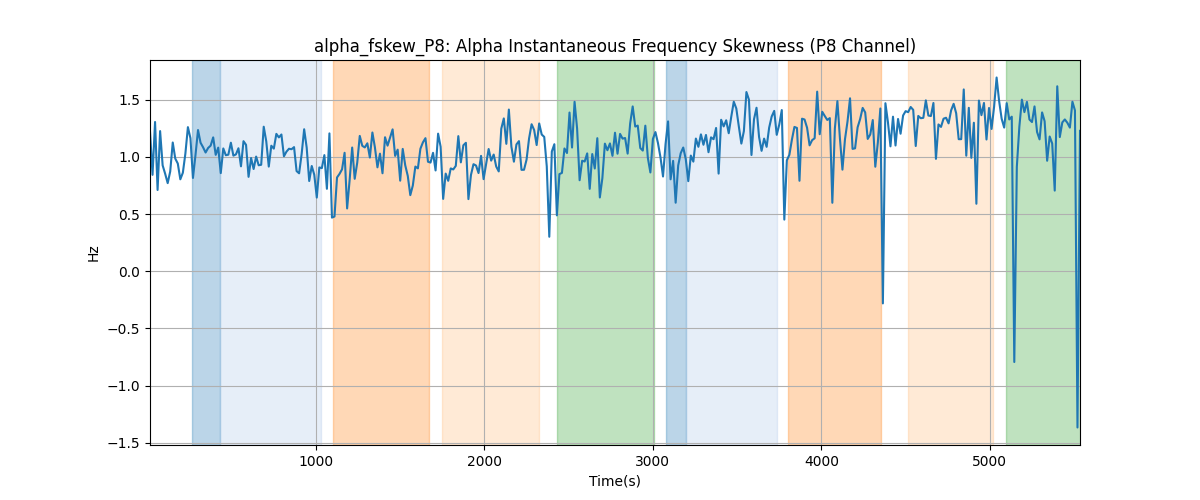 alpha_fskew_P8: Alpha Instantaneous Frequency Skewness (P8 Channel)
1.5
1.0
0.5
0.0
−0.5
−1.0
−1.5
Hz
1000 2000 3000 4000 5000
Time(s)